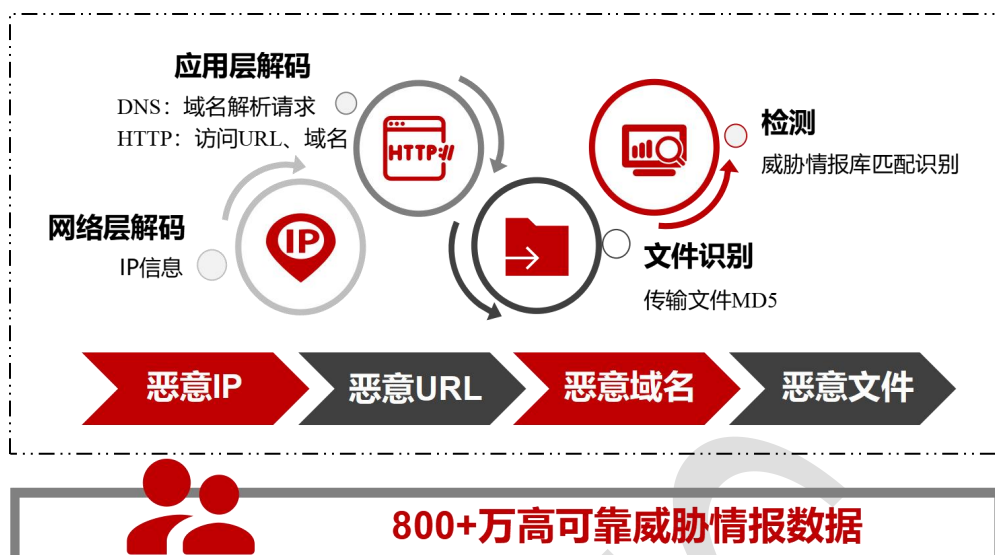 应用层解码
DNS：域名解析请求
HTTP：访问URL、域名
HTTP://
检测
威胁情报库匹配识别
网络层解码
IP信息
IP
文件识别
传输文件MD5
恶意IP
恶意URL
恶意域名
恶意文件
800+万高可靠威胁情报数据